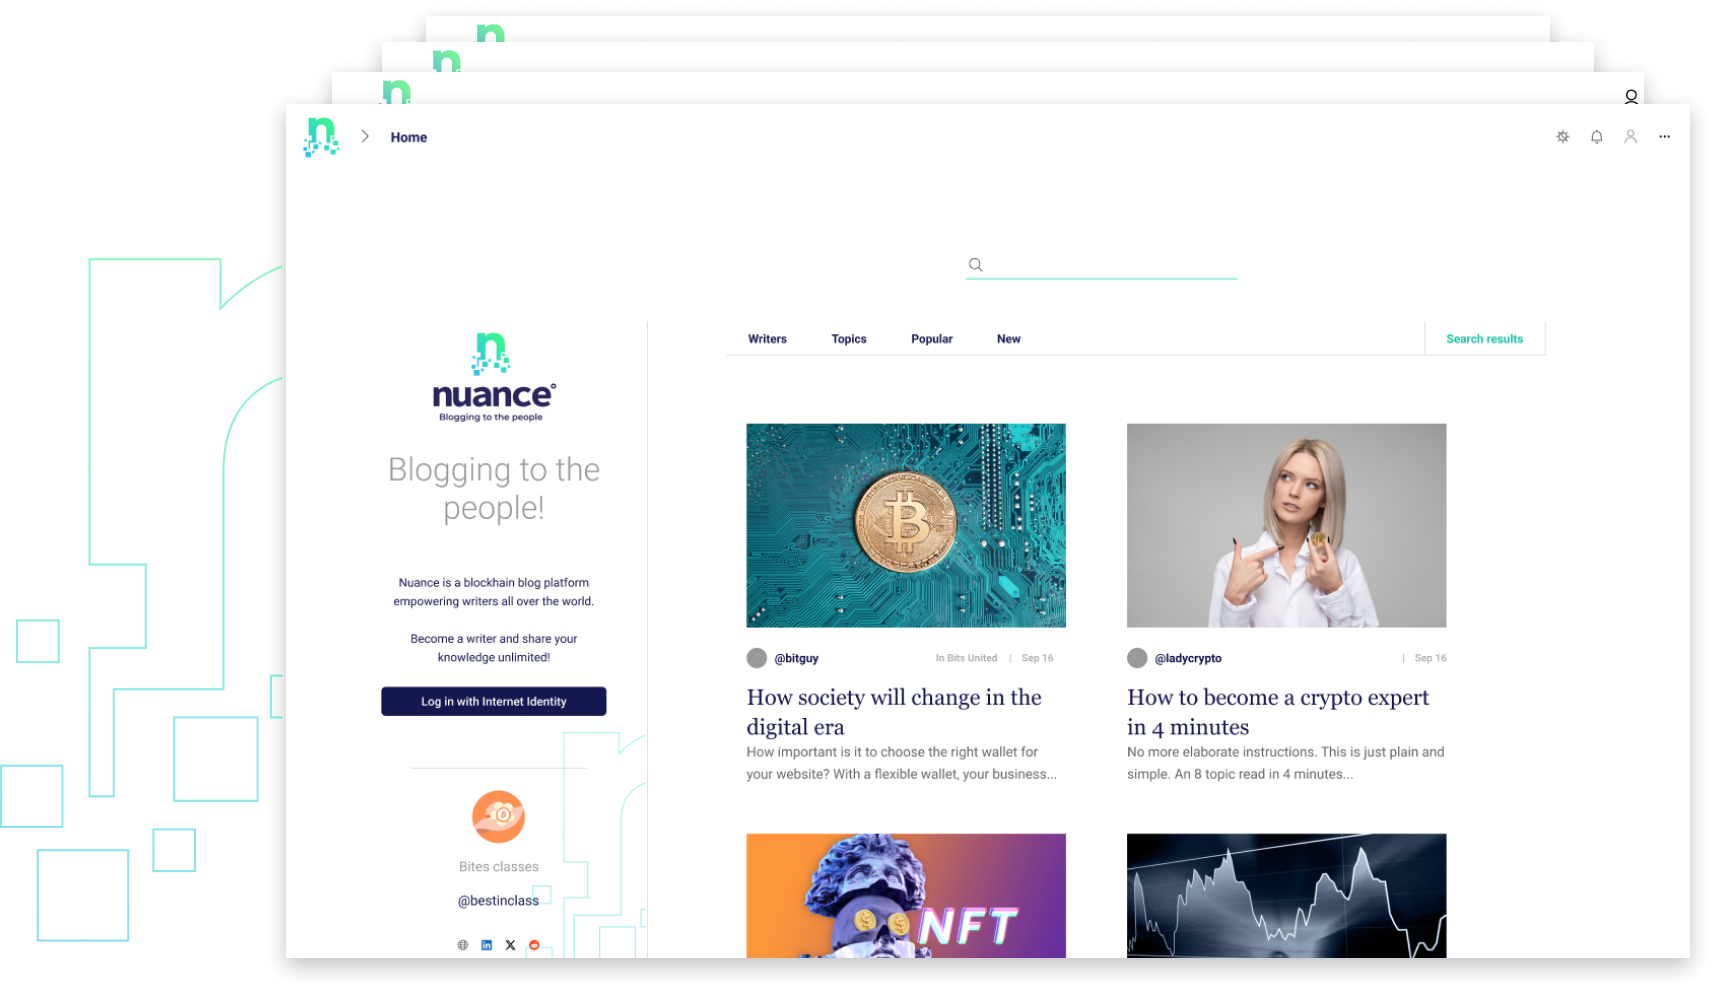 Home
nuance
Blogging to the people
Blogging to the
people!
Nuance is a blockhain blog platform
empowering writers all over the world.
Become a writer and share your
knowledge unlimited!
Log in with Internet Identity
Bites classes
@bestinclass
Writers Topics Popular New Search results
@bitguy In Bits United | Sep 16
How society will change in the
digital era
How important is it to choose the right wallet for
your website? With a flexible wallet, your business...
@ladycrypto | Sep 16
How to become a crypto expert
in 4 minutes
No more elaborate instructions. This is just plain and
simple. An 8 topic read in 4 minutes...
NFT